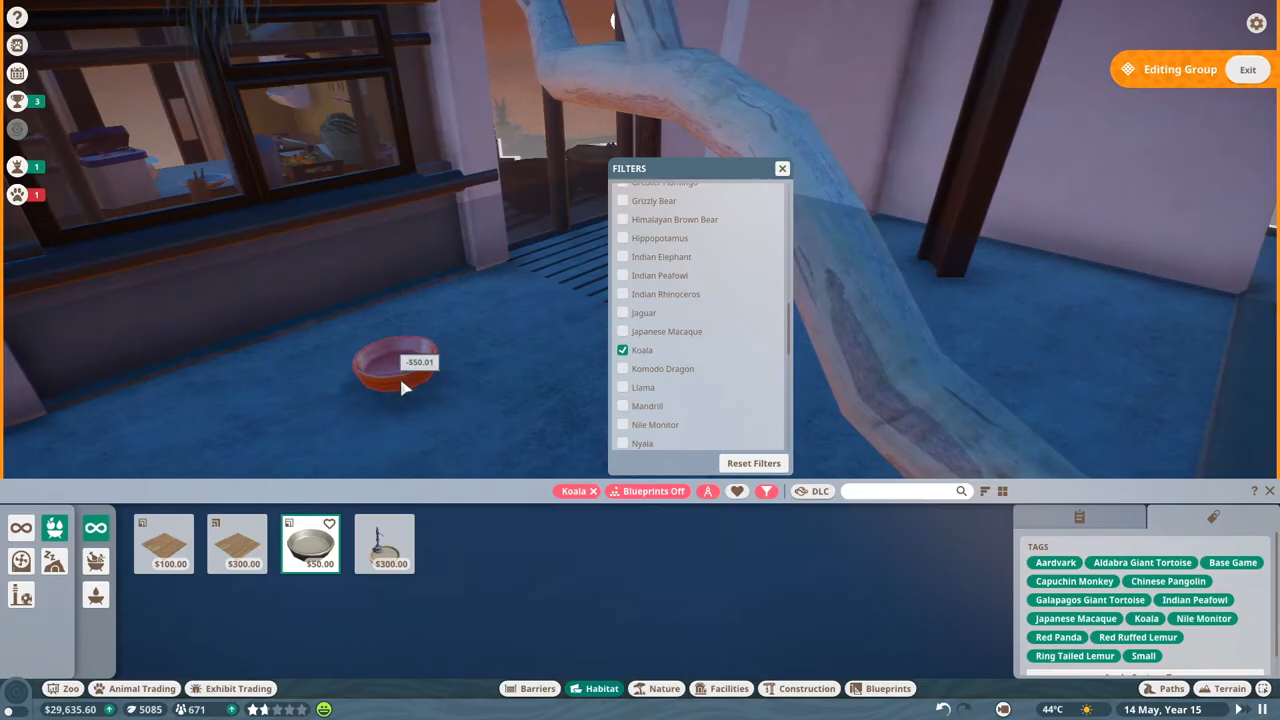 ?
Editing Group Exit
3
1
1
FILTERS
Greater Flamingo
Grizzly Bear
Himalayan Brown Bear
Hippopotamus
Indian Elephant
Indian Peafowl
Indian Rhinoceros
Jaguar
Japanese Macaque
Koala
Komodo Dragon
Llama
Mandrill
Nile Monitor
Nyala
Reset Filters
-$50.01
Koala × Blueprints Off DLC ?
$100.00 $300.00 $50.00 $300.00
TAGS
Aardvark Aldabra Giant Tortoise Base Game
Capuchin Monkey Chinese Pangolin
Galapagos Giant Tortoise Indian Peafowl
Japanese Macaque Koala Nile Monitor
Red Panda Red Ruffed Lemur
Ring Tailed Lemur Small
Zoo Animal Trading Exhibit Trading Barriers Habitat Nature Facilities Construction Blueprints Paths Terrain
$29,635.60 5085 671 44°C 14 May, Year 15